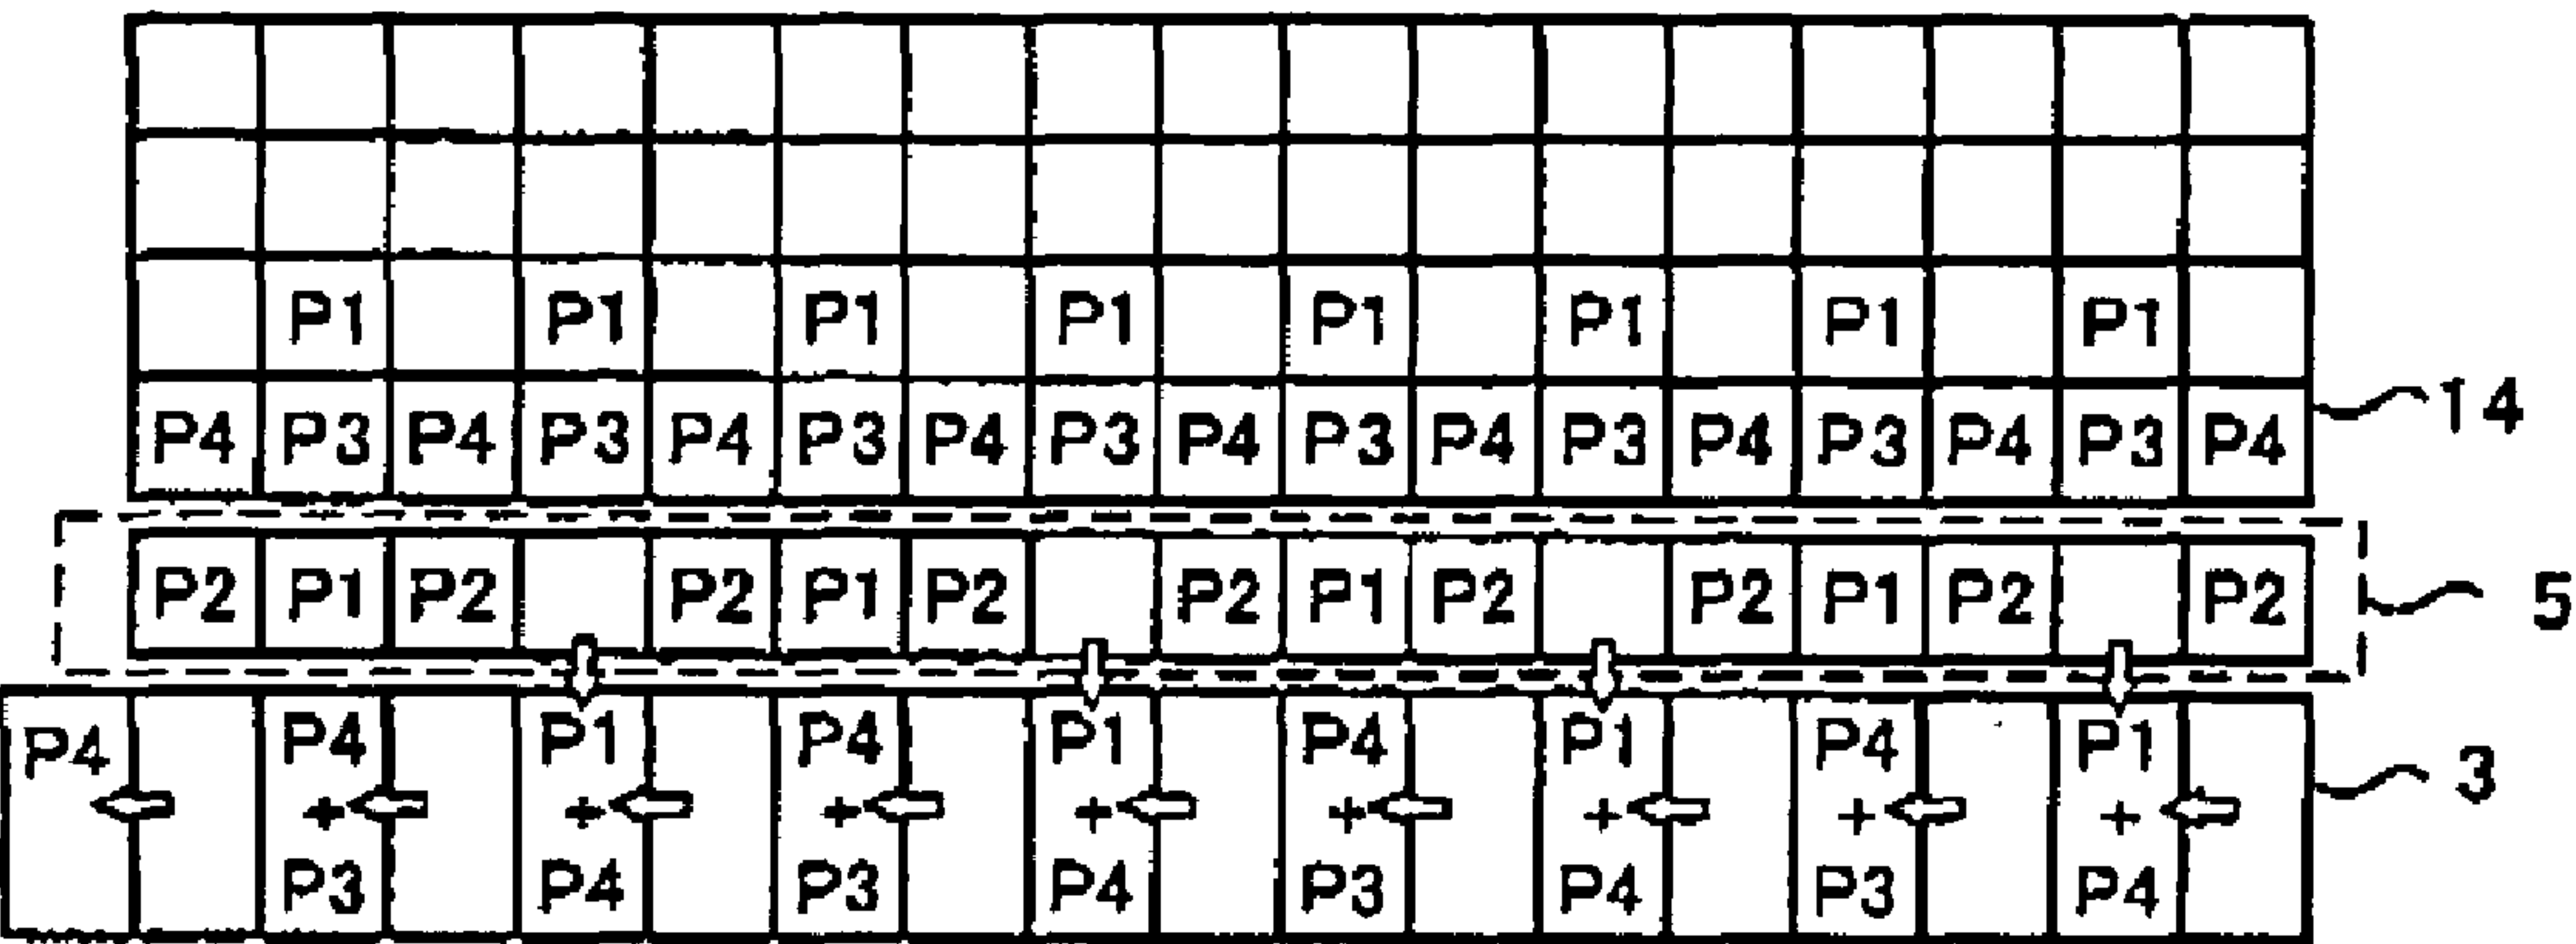 P1 P1 P1 P1 P1 P1 P1 P1
P4 P3 P4 P3 P4 P3 P4 P3 P4 P3 P4 P3 P4 P3 P4 P3 P4 14
P2 P1 P2 P2 P1 P2 P2 P1 P2 P2 P1 P2 P2 5
P4 P4 P1 P4 P1 P4 P1 P4 P1 3
+ + + + + + + +
P3 P4 P3 P4 P3 P4 P3 P4